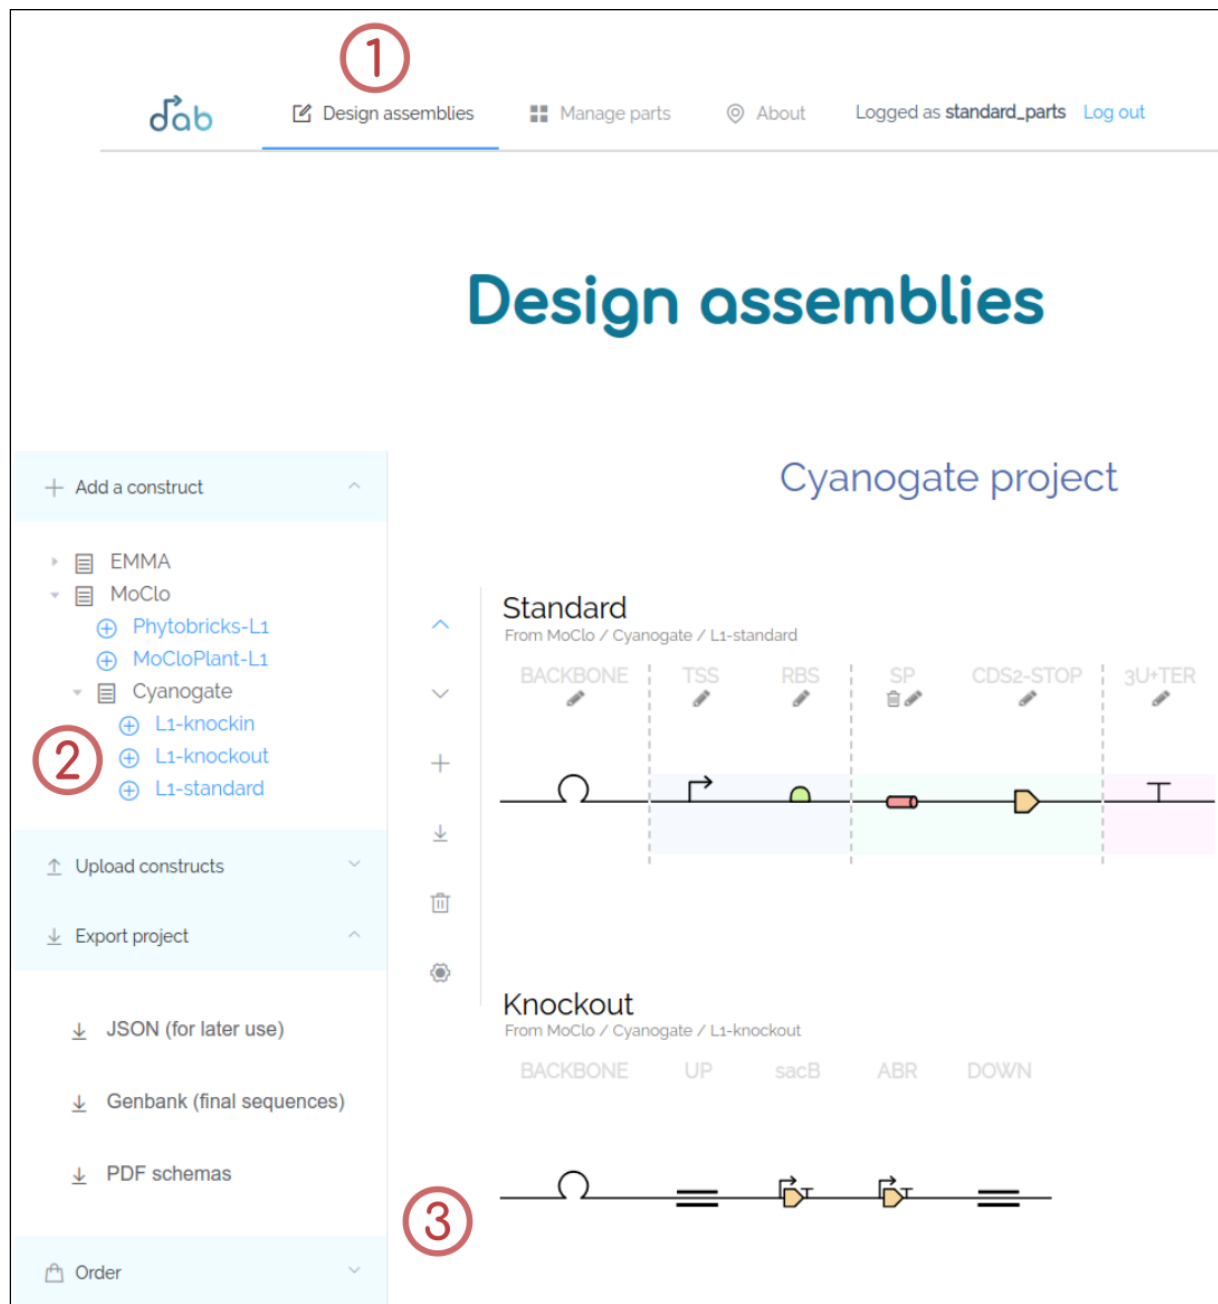 1
dab
Design assemblies
Manage parts
About
Logged as standard_parts Log out
Design assemblies
Add a construct
EMMA
MoClo
Phytobricks-L1
MoCloPlant-L1
Cyanogate
L1-knockin
2
L1-knockout
L1-standard
Upload constructs
Export project
JSON (for later use)
Genbank (final sequences)
PDF schemas
Order
Cyanogate project
Standard
From MoClo / Cyanogate / L1-standard
BACKBONE TSS RBS SP CDS2-STOP 3U+TER
Knockout
From MoClo / Cyanogate / L1-knockout
BACKBONE UP sacB ABR DOWN
3